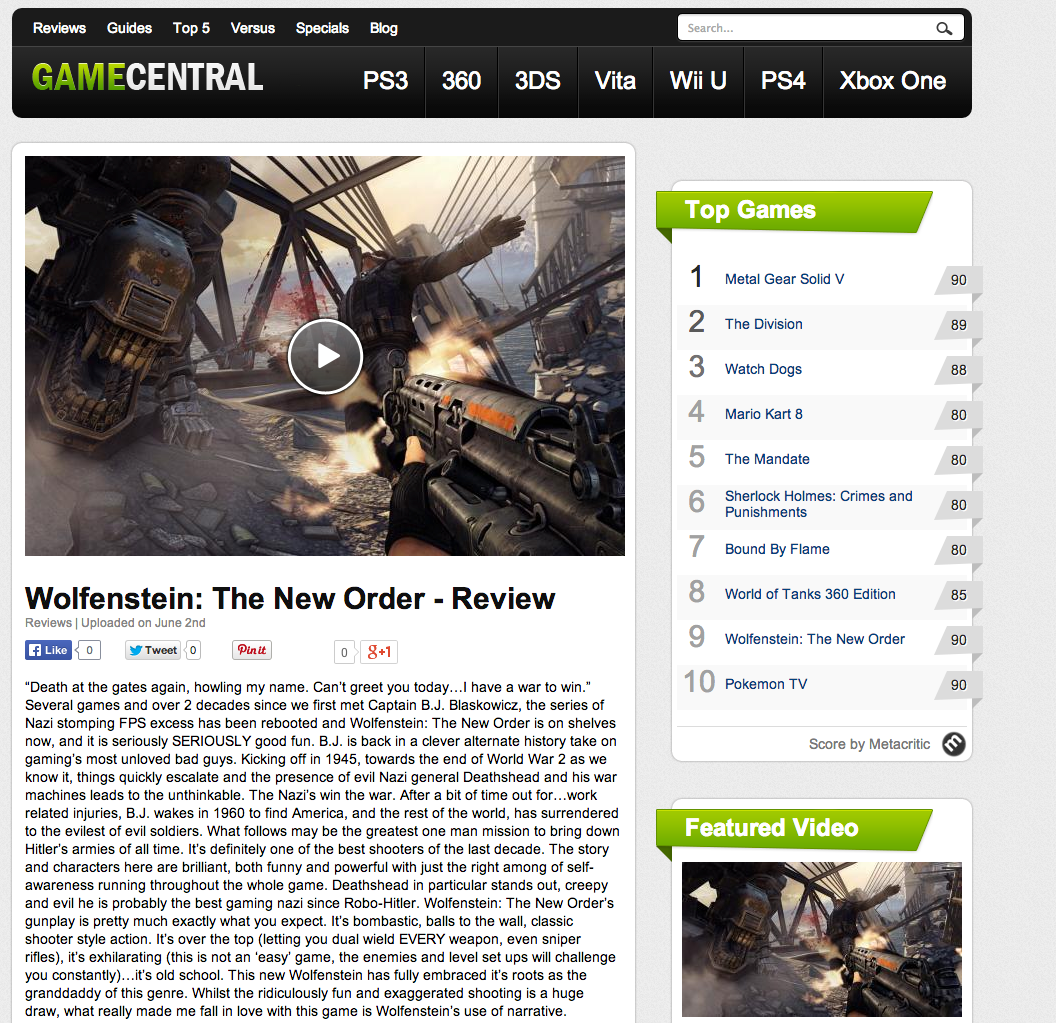 Reviews Guides Top 5 Versus Specials Blog
Search...
GAMECENTRAL
PS3 360 3DS Vita Wii U PS4 Xbox One
Wolfenstein: The New Order - Review
Reviews | Uploaded on June 2nd
Like 0 Tweet 0 Pin it 0 g+1
“Death at the gates again, howling my name. Can’t greet you today…I have a war to win.”
Several games and over 2 decades since we first met Captain B.J. Blaskowicz, the series of
Nazi stomping FPS excess has been rebooted and Wolfenstein: The New Order is on shelves
now, and it is seriously SERIOUSLY good fun. B.J. is back in a clever alternate history take on
gaming’s most unloved bad guys. Kicking off in 1945, towards the end of World War 2 as we
know it, things quickly escalate and the presence of evil Nazi general Deathshead and his war
machines leads to the unthinkable. The Nazi’s win the war. After a bit of time out for…work
related injuries, B.J. wakes in 1960 to find America, and the rest of the world, has surrendered
to the evilest of evil soldiers. What follows may be the greatest one man mission to bring down
Hitler’s armies of all time. It’s definitely one of the best shooters of the last decade. The story
and characters here are brilliant, both funny and powerful with just the right among of self-
awareness running throughout the whole game. Deathshead in particular stands out, creepy
and evil he is probably the best gaming nazi since Robo-Hitler. Wolfenstein: The New Order’s
gunplay is pretty much exactly what you expect. It’s bombastic, balls to the wall, classic
shooter style action. It’s over the top (letting you dual wield EVERY weapon, even sniper
rifles), it’s exhilarating (this is not an ‘easy’ game, the enemies and level set ups will challenge
you constantly)…it’s old school. This new Wolfenstein has fully embraced it’s roots as the
granddaddy of this genre. Whilst the ridiculously fun and exaggerated shooting is a huge
draw, what really made me fall in love with this game is Wolfenstein’s use of narrative.
Top Games
1 Metal Gear Solid V 90
2 The Division 89
3 Watch Dogs 88
4 Mario Kart 8 80
5 The Mandate 80
6 Sherlock Holmes: Crimes and
Punishments 80
7 Bound By Flame 80
8 World of Tanks 360 Edition 85
9 Wolfenstein: The New Order 90
10 Pokemon TV 90
Score by Metacritic
Featured Video